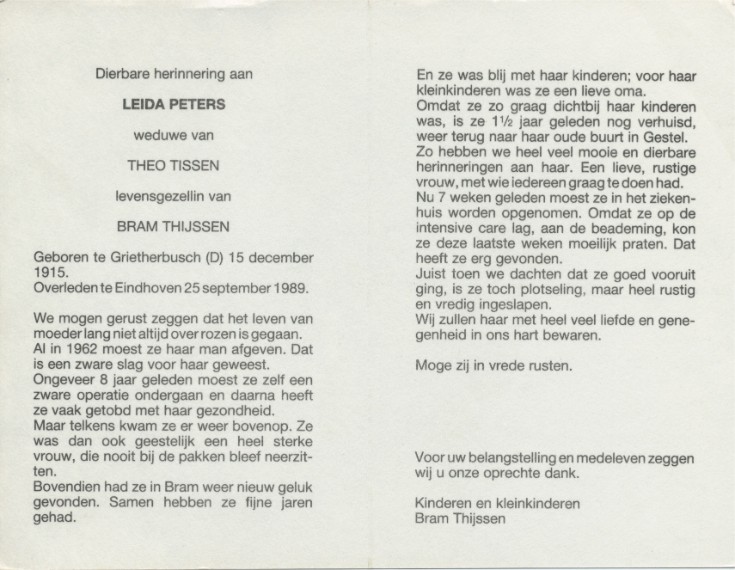 Dierbare herinnering aan
LEIDA PETERS
weduwe van
THEO TISSEN
levensgezellin van
BRAM THIJSSEN
Geboren te Grietherbusch (D) 15 december
1915.
Overleden te Eindhoven 25 september 1989.
We mogen gerust zeggen dat het leven van
moeder lang niet altijd over rozen is gegaan.
Al in 1962 moest ze haar man afgeven. Dat
is een zware slag voor haar geweest.
Ongeveer 8 jaar geleden moest ze zelf een
zware operatie ondergaan en daarna heeft
ze vaak getobd met haar gezondheid.
Maar telkens kwam ze er weer bovenop. Ze
was dan ook geestelijk een heel sterke
vrouw, die nooit bij de pakken bleef neerzit-
ten.
Bovendien had ze in Bram weer nieuw geluk
gevonden. Samen hebben ze fijne jaren
gehad.
En ze was blij met haar kinderen; voor haar
kleinkinderen was ze een lieve oma.
Omdat ze zo graag dichtbij haar kinderen
was, is ze 1½ jaar geleden nog verhuisd,
weer terug naar haar oude buurt in Gestel.
Zo hebben we heel veel mooie en dierbare
herinneringen aan haar. Een lieve, rustige
vrouw, met wie iedereen graag te doen had.
Nu 7 weken geleden moest ze in het zieken-
huis worden opgenomen. Omdat ze op de
intensive care lag, aan de beademing, kon
ze deze laatste weken moeilijk praten. Dat
heeft ze erg gevonden.
Juist toen we dachten dat ze goed vooruit
ging, is ze toch plotseling, maar heel rustig
en vredig ingeslapen.
Wij zullen haar met heel veel liefde en gene-
genheid in ons hart bewaren.
Moge zij in vrede rusten.
Voor uw belangstelling en medeleven zeggen
wij u onze oprechte dank.
Kinderen en kleinkinderen
Bram Thijssen